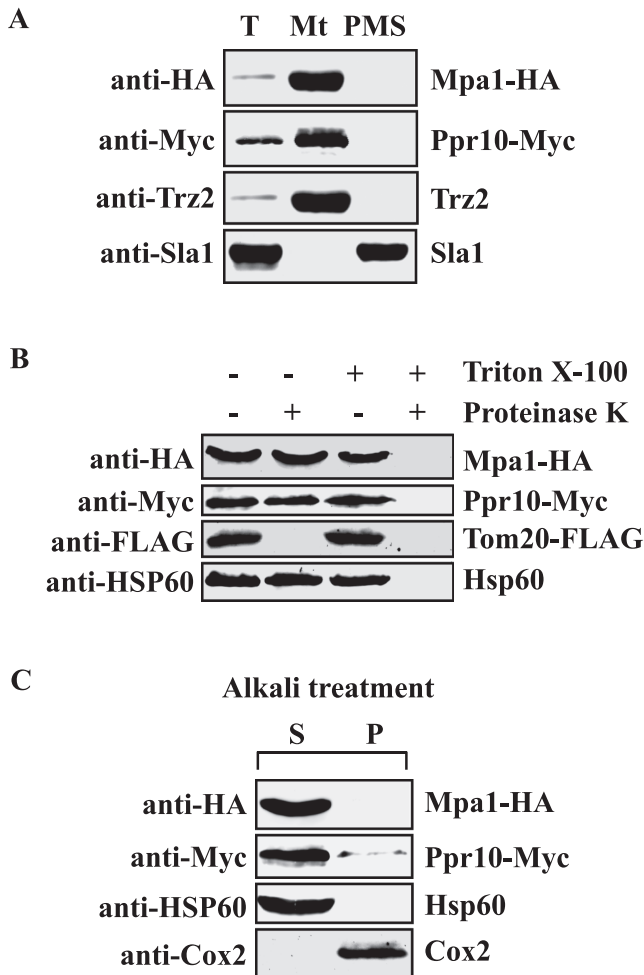 A
T Mt PMS
anti-HA Mpa1-HA
anti-Myc Ppr10-Myc
anti-Trz2 Trz2
anti-Sla1 Sla1
B
- - + + Triton X-100
- + - + Proteinase K
anti-HA Mpa1-HA
anti-Myc Ppr10-Myc
anti-FLAG Tom20-FLAG
anti-HSP60 Hsp60
C
Alkali treatment
S P
anti-HA Mpa1-HA
anti-Myc Ppr10-Myc
anti-HSP60 Hsp60
anti-Cox2 Cox2